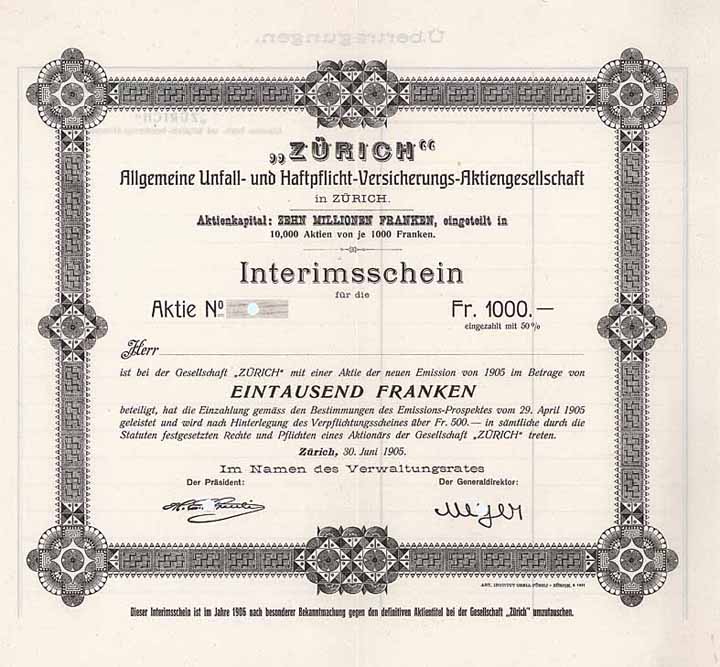 „ZÜRICH“
Allgemeine Unfall- und Haftpflicht-Versicherungs-Aktiengesellschaft
in ZÜRICH.
Aktienkapital: ZEHN MILLIONEN FRANKEN, eingeteilt in
10,000 Aktien von je 1000 Franken.
Interimsschein
für die
Aktie No
Fr. 1000.—
eingezahlt mit 50%
Herr
ist bei der Gesellschaft „ZÜRICH“ mit einer Aktie der neuen Emission von 1905 im Betrage von
EINTAUSEND FRANKEN
beteiligt, hat die Einzahlung gemäss den Bestimmungen des Emissions-Prospektes vom 29. April 1905
geleistet und wird nach Hinterlegung des Verpflichtungsscheines über Fr. 500.— in sämtliche durch die
Statuten festgesetzten Rechte und Pflichten eines Aktionärs der Gesellschaft „ZÜRICH“ treten.
Zürich, 30. Juni 1905.
Im Namen des Verwaltungsrates
Der Präsident:
Der Generaldirektor:
Meyer
ART. INSTITUT ORELL FÜSSLI - ZÜRICH.
Dieser Interimsschein ist im Jahre 1906 nach besonderer Bekanntmachung gegen den definitiven Aktientitel bei der Gesellschaft „Zürich“ umzutauschen.